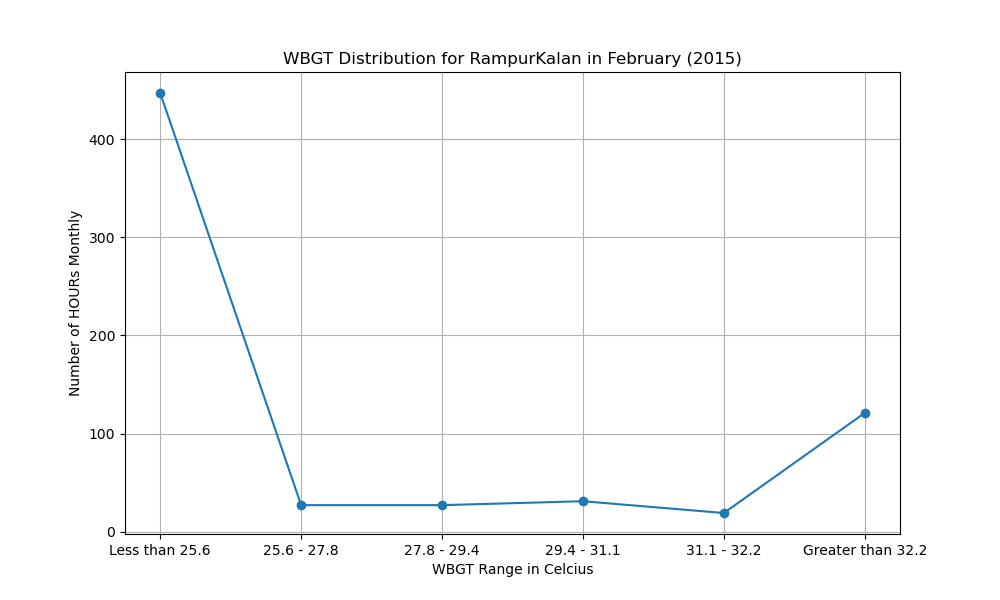 WBGT Distribution for RampurKalan in February (2015)
Number of HOURs Monthly
400
300
200
100
0
Less than 25.6
25.6 - 27.8
27.8 - 29.4
29.4 - 31.1
31.1 - 32.2
Greater than 32.2
WBGT Range in Celcius